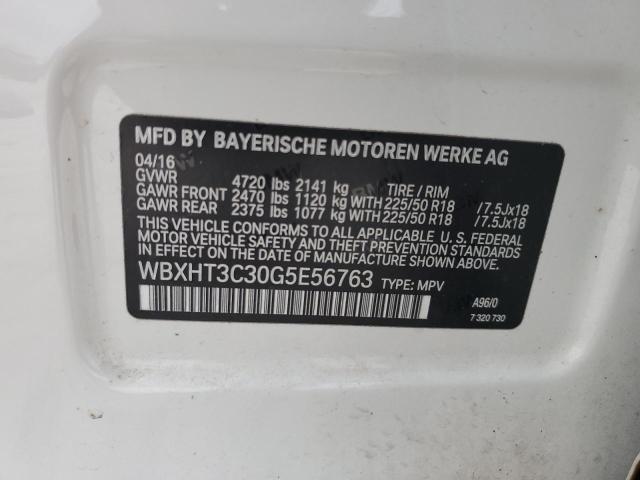 MFD BY BAYERISCHE MOTOREN WERKE AG
04/16
GVWR 4720 lbs 2141 kg TIRE / RIM
GAWR FRONT 2470 lbs 1120 kg WITH 225/50 R18 /7.5Jx18
GAWR REAR 2375 lbs 1077 kg WITH 225/50 R18 /7.5Jx18
THIS VEHICLE CONFORMS TO ALL APPLICABLE U.S. FEDERAL
MOTOR VEHICLE SAFETY AND THEFT PREVENTION STANDARDS
IN EFFECT ON THE DATE OF MANUFACTURE SHOWN ABOVE.
WBXHT3C30G5E56763 TYPE: MPV
A96/0
7 320 730